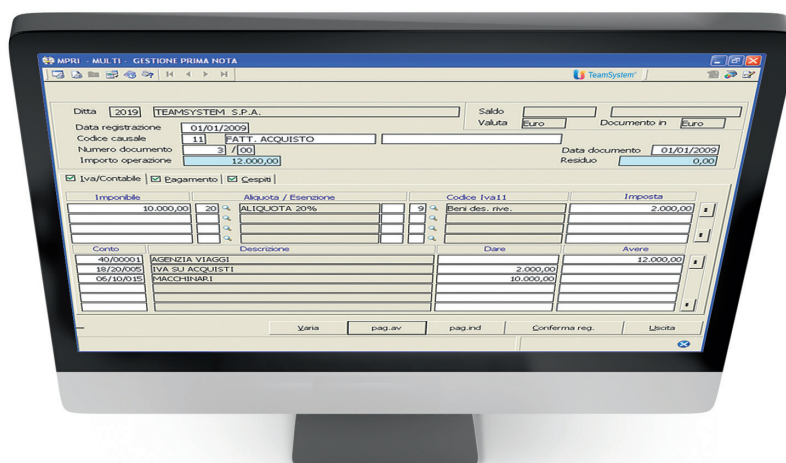 MPRI - MULTI - GESTIONE PRIMA NOTA
TeamSystem
Ditta 2019 TEAMSYSTEM S.P.A. Saldo
Valuta Euro Documento in Euro
Data registrazione 01/01/2009
Codice causale 11 FATT. ACQUISTO
Numero documento 3 / 00 Data documento 01/01/2009
Importo operazione 12.000,00 Residuo 0,00
Iva/Contabile Pagamento Cespiti
Imponibile Aliquota / Esenzione Codice Iva11 Imposta
10.000,00 20 ALIQUOTA 20% 9 Beni des. rive. 2.000,00
Conto Descrizione Dare Avere
40/00001 AGENZIA VIAGGI 12.000,00
18/20/005 IVA SU ACQUISTI 2.000,00
06/10/015 MACCHINARI 10.000,00
Varia pag.av pag.ind Conferma reg. Uscita